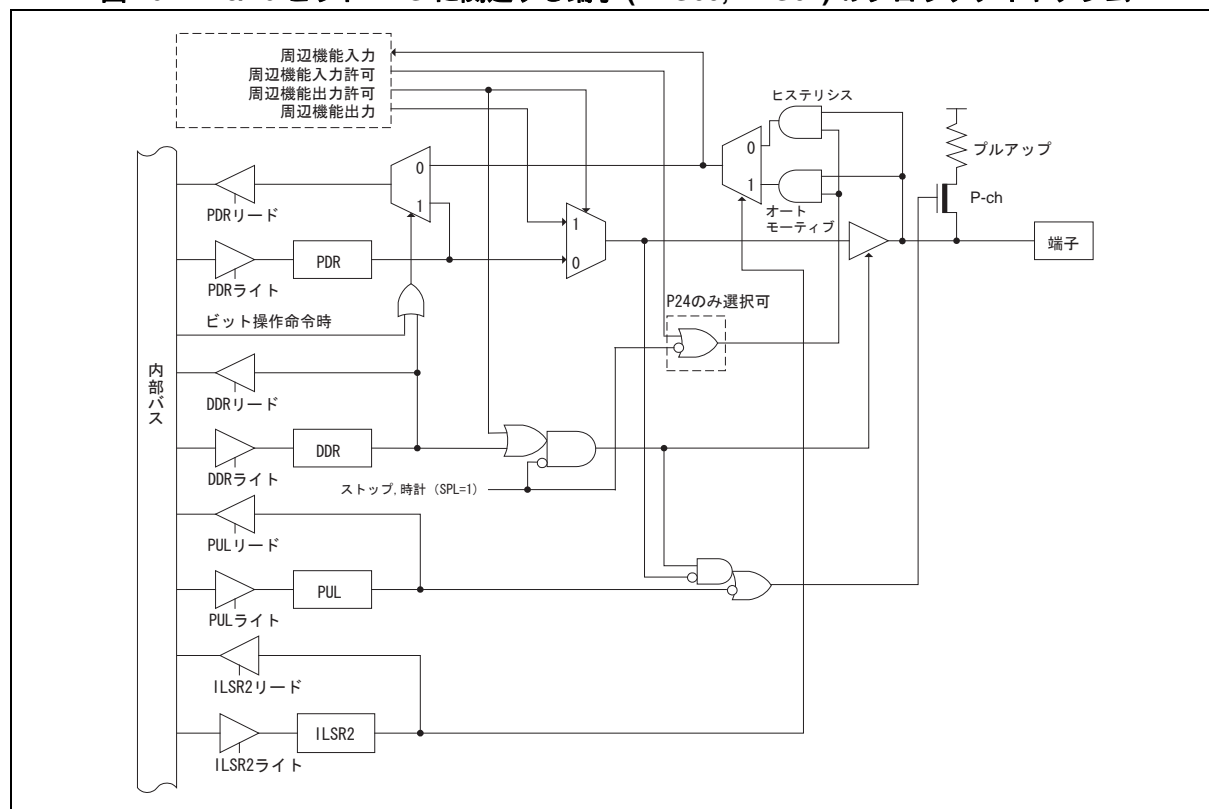 周辺機能入力
周辺機能入力許可
周辺機能出力許可
周辺機能出力
ヒステリシス
プルアップ
0
0
1
1
P-ch
PDRリード
オート
モーティブ
1
0
端子
PDR
PDRライト
P24のみ選択可
ビット操作命令時
内部バス
DDRリード
DDR
DDRライト
ストップ, 時計 (SPL=1)
PULリード
PUL
PULライト
ILSR2リード
ILSR2
ILSR2ライト